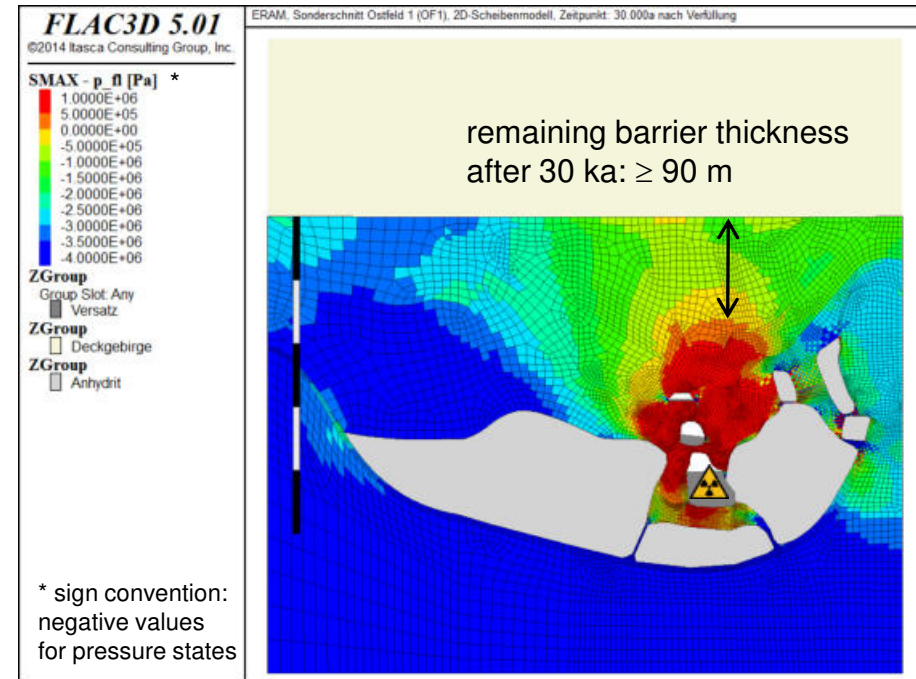 FLAC3D 5.01
©2014 Itasca Consulting Group, Inc.
SMAX - p_fl [Pa] *
1.0000E+06
5.0000E+05
0.0000E+00
-5.0000E+05
-1.0000E+06
-1.5000E+06
-2.0000E+06
-2.5000E+06
-3.0000E+06
-3.5000E+06
-4.0000E+06
ZGroup
Group Slot: Any
Versatz
ZGroup
Deckgebirge
ZGroup
Anhydrit
* sign convention:
negative values
for pressure states
ERAM, Sonderschnitt Ostfeld 1 (OF1), 2D-Scheibenmodell, Zeitpunkt: 30.000a nach Verfüllung
remaining barrier thickness
after 30 ka: ≥ 90 m